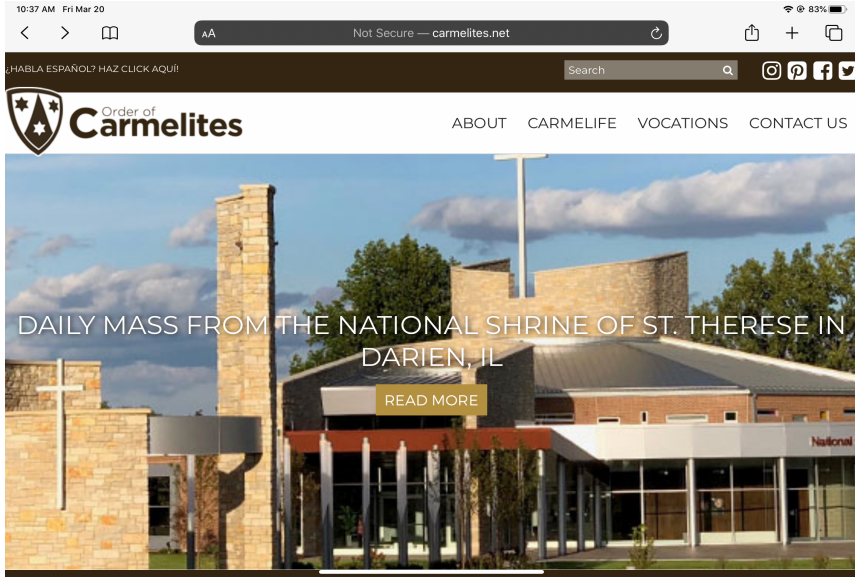 10:37 AM Fri Mar 20
83%
AA
Not Secure — carmelites.net
¿HABLA ESPAÑOL? HAZ CLICK AQUÍ!
Search
Order of
Carmelites
ABOUT CARMELIFE VOCATIONS CONTACT US
DAILY MASS FROM THE NATIONAL SHRINE OF ST. THERESE IN
DARIEN, IL
READ MORE
National